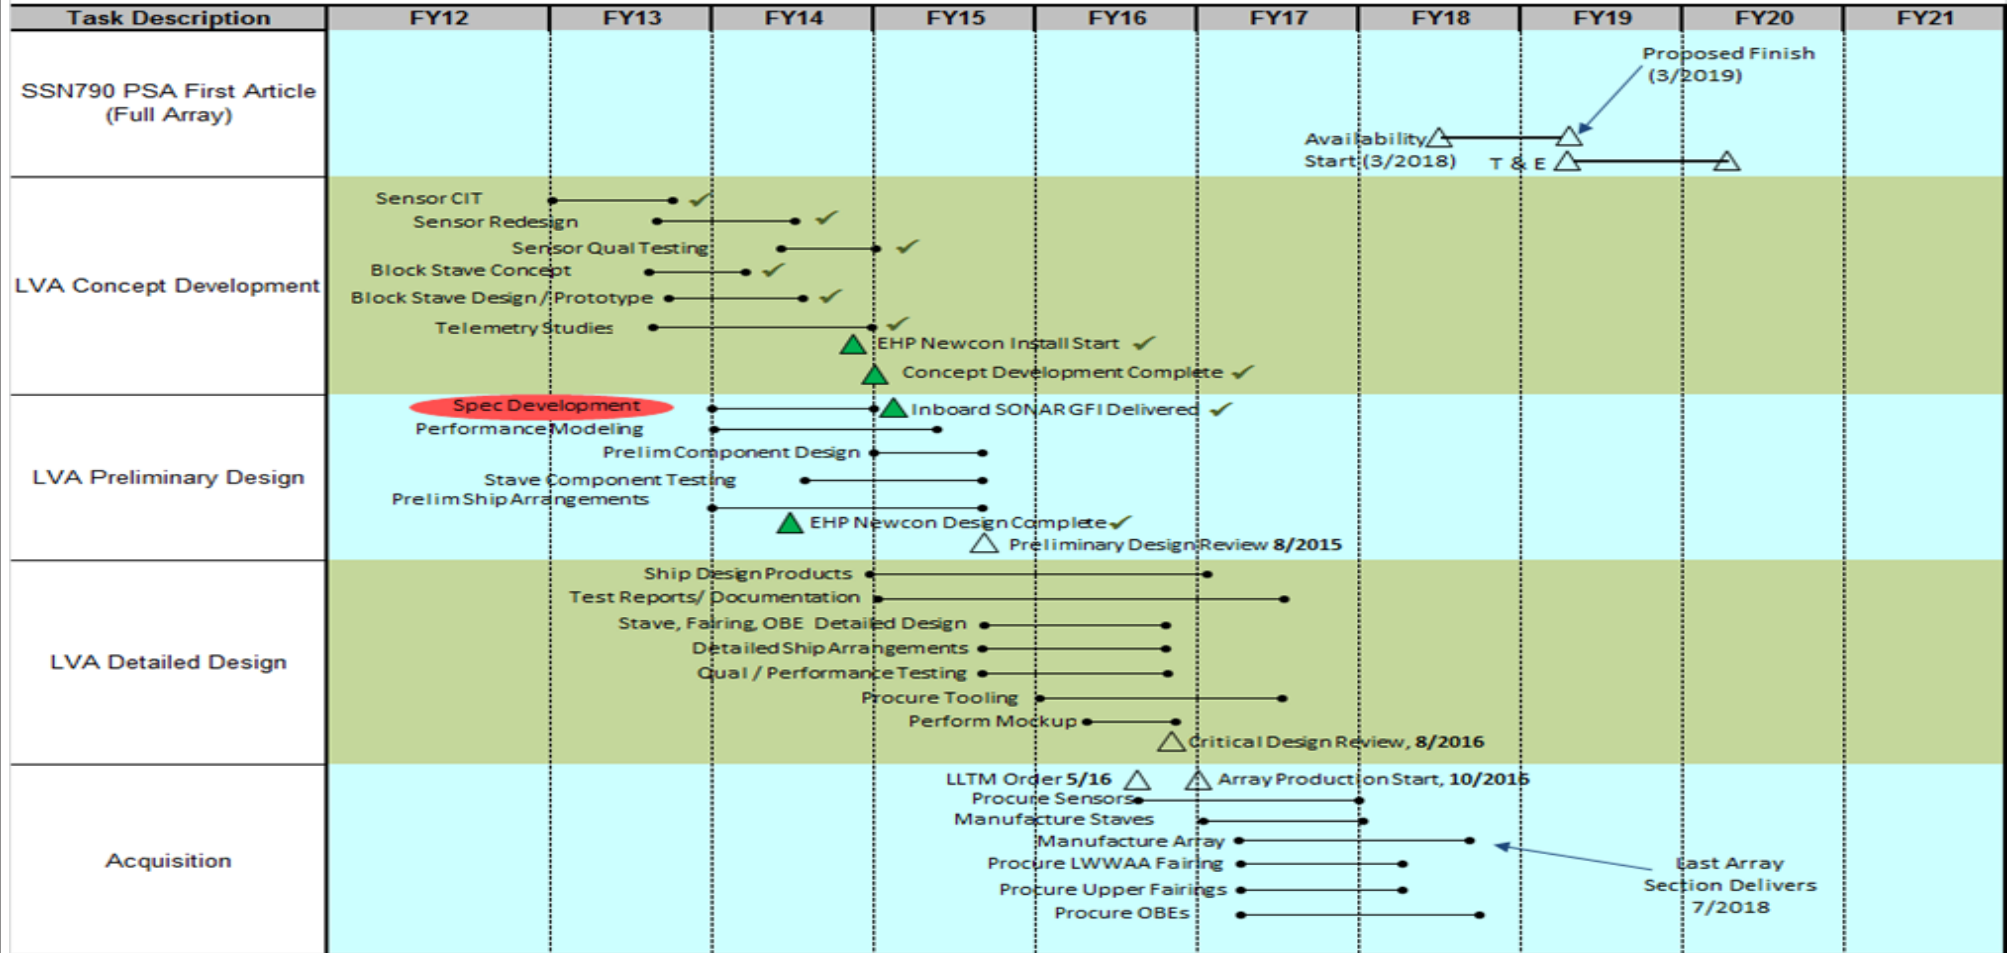 Task Description FY12 FY13 FY14 FY15 FY16 FY17 FY18 FY19 FY20 FY21
SSN790 PSA First Article
(Full Array)
Proposed Finish
(3/2019)
Availability
Start (3/2018)
T & E
LVA Concept Development
Sensor CIT
Sensor Redesign
Sensor Qual Testing
Block Stave Concept
Block Stave Design / Prototype
Telemetry Studies
EHP Newcon Install Start
Concept Development Complete
LVA Preliminary Design
Spec Development
Inboard SONAR GFI Delivered
Performance Modeling
Prelim Component Design
Stave Component Testing
Prelim Ship Arrangements
EHP Newcon Design Complete
Preliminary Design Review 8/2015
LVA Detailed Design
Ship Design Products
Test Reports/ Documentation
Stave, Fairing, OBE Detailed Design
Detailed Ship Arrangements
Qual / Performance Testing
Procure Tooling
Perform Mockup
Critical Design Review, 8/2016
Acquisition
LLTM Order 5/16
Array Production Start, 10/2016
Procure Sensors
Manufacture Staves
Manufacture Array
Procure LWWAA Fairing
Procure Upper Fairings
Procure OBEs
Last Array
Section Delivers
7/2018